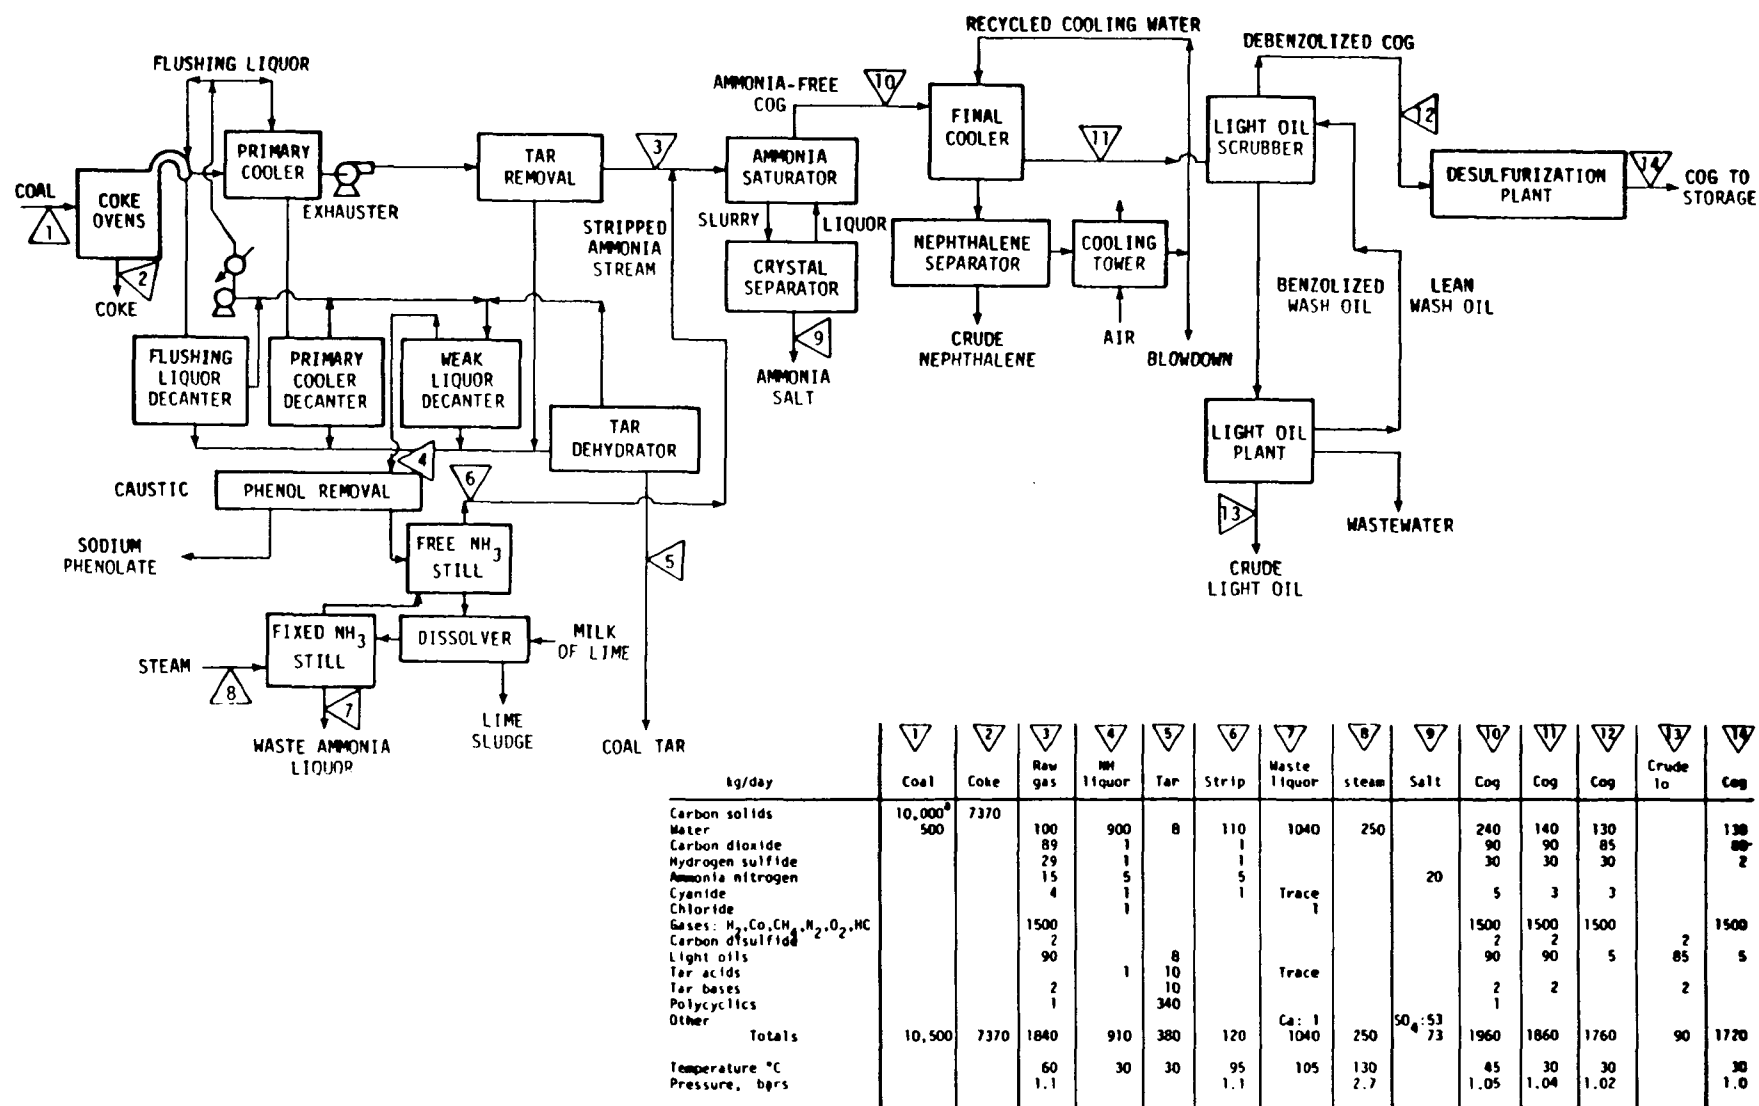 RECYCLED COOLING WATER
DEBENZOLIZED COG
FLUSHING LIQUOR
AMMONIA-FREE
COG
10
FINAL
COOLER
LIGHT OIL
SCRUBBER
12
PRIMARY
COOLER
TAR
REMOVAL
3
AMMONIA
SATURATOR
11
DESULFURIZATION
PLANT
14
COG TO
STORAGE
COAL
1
COKE
OVENS
EXHAUSTER
2
COKE
STRIPPED
AMMONIA
STREAM
SLURRY
LIQUOR
CRYSTAL
SEPARATOR
NEPHTHALENE
SEPARATOR
COOLING
TOWER
BENZOLIZED
WASH OIL
LEAN
WASH OIL
9
AMMONIA
SALT
CRUDE
NEPHTHALENE
AIR
BLOWDOWN
FLUSHING
LIQUOR
DECANTER
PRIMARY
COOLER
DECANTER
WEAK
LIQUOR
DECANTER
TAR
DEHYDRATOR
LIGHT OIL
PLANT
4
6
CAUSTIC
PHENOL REMOVAL
13
WASTEWATER
SODIUM
PHENOLATE
FREE NH3
STILL
5
CRUDE
LIGHT OIL
FIXED NH3
STILL
DISSOLVER
MILK
OF LIME
STEAM
8
7
WASTE AMMONIA
LIQUOR
LIME
SLUDGE
COAL TAR
1 2 3 4 5 6 7 8 9 10 11 12 13 14
kg/day Coal Coke Raw gas NH liquor Tar Strip Waste liquor steam Salt Cog Cog Cog Crude lo Cog
Carbon solids 10,000a 7370
Water 500 100 900 8 110 1040 250 240 140 130 130
Carbon dioxide 89 1 1 90 90 85
Hydrogen sulfide 29 1 1 30 30 30 2
Ammonia nitrogen 15 5 5 20
Cyanide 4 1 1 Trace 5 3 3
Chloride 1 1
Gases: H2,Co,CH4,N2,O2,HC 1500 1500 1500 1500 1500
Carbon disulfide 2 2 2 2
Light oils 90 8 90 90 5 85 5
Tar acids 1 10 Trace
Tar bases 2 10 2 2 2
Polycyclics 1 340 1
Other Ca: 1 SO4:53
Totals 10,500 7370 1840 910 380 120 1040 250 73 1960 1860 1760 90 1720
Temperature °C 60 30 30 95 105 130 45 30 30 30
Pressure, bars 1.1 1.1 2.7 1.05 1.04 1.02 1.0